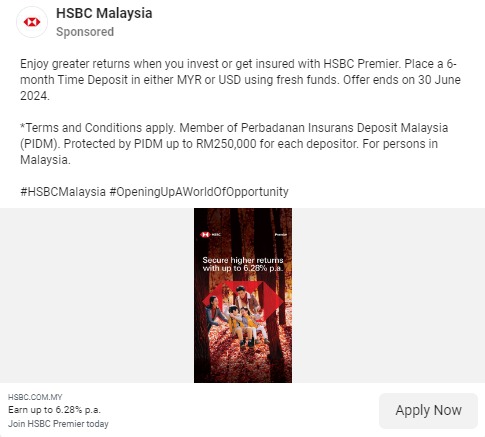 HSBC Malaysia
Sponsored
Enjoy greater returns when you invest or get insured with HSBC Premier. Place a 6-
month Time Deposit in either MYR or USD using fresh funds. Offer ends on 30 June
2024.
*Terms and Conditions apply. Member of Perbadanan Insurans Deposit Malaysia
(PIDM). Protected by PIDM up to RM250,000 for each depositor. For persons in
Malaysia.
#HSBCMalaysia #OpeningUpAWorldOfOpportunity
HSBC Premier
Secure higher returns
with up to 6.28% p.a.
HSBC.COM.MY
Earn up to 6.28% p.a.
Join HSBC Premier today
Apply Now